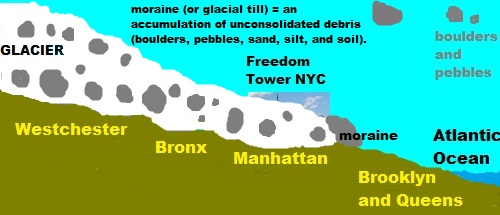 moraine (or glacial till) = an
accumulation of unconsolidated debris
(boulders, pebbles, sand, silt, and soil).
boulders
and
pebbles
GLACIER
Freedom
Tower NYC
Westchester
Bronx
Manhattan
moraine
Atlantic
Ocean
Brooklyn
and Queens